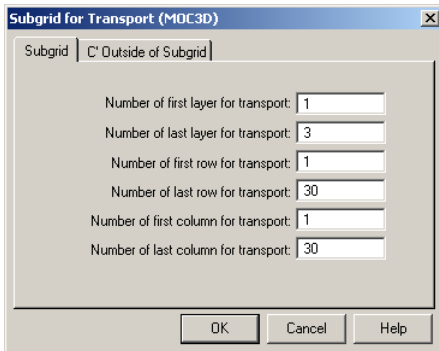 Subgrid for Transport (MOC3D)
Subgrid C' Outside of Subgrid
Number of first layer for transport: 1
Number of last layer for transport: 3
Number of first row for transport: 1
Number of last row for transport: 30
Number of first column for transport: 1
Number of last column for transport: 30
OK Cancel Help